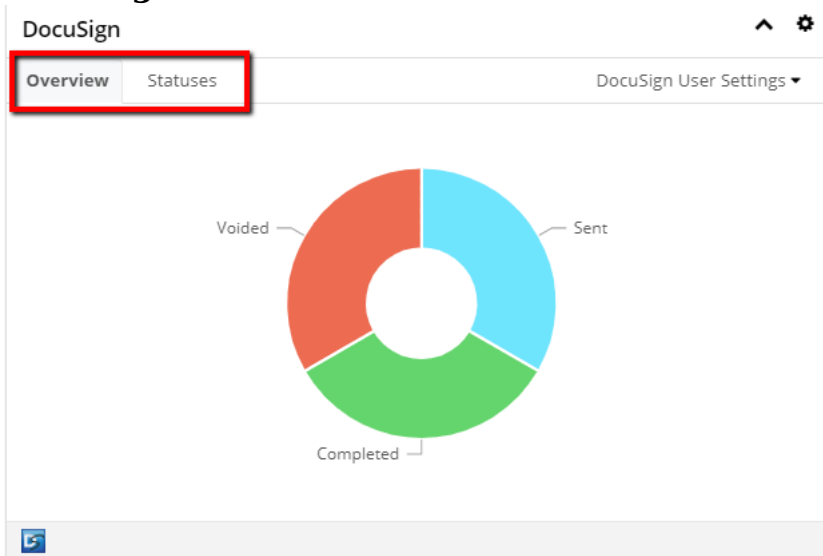 DocuSign
Overview Statuses DocuSign User Settings
Voided Sent
Completed